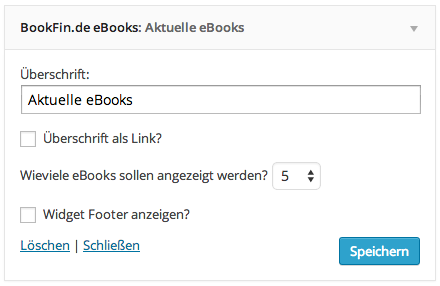 BookFin.de eBooks: Aktuelle eBooks
Überschrift:
Aktuelle eBooks
Überschrift als Link?
Wieviele eBooks sollen angezeigt werden? 5
Widget Footer anzeigen?
Löschen | Schließen Speichern